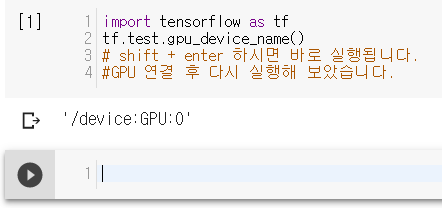 [1]
1 import tensorflow as tf
2 tf.test.gpu_device_name()
3 # shift + enter 하시면 바로 실행됩니다.
4 #GPU 연결 후 다시 실행해 보았습니다.
'/device:GPU:0'
1